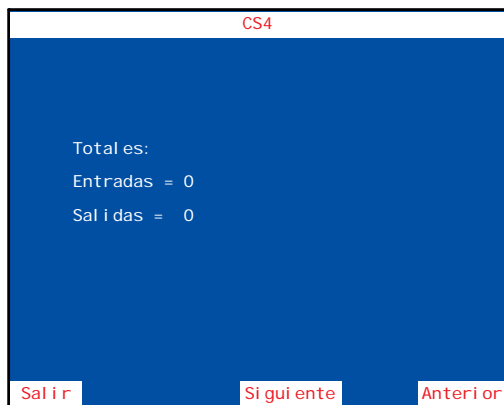 CS4
Totales:
Entradas = 0
Salidas = 0
Salir Siguiente Anterior